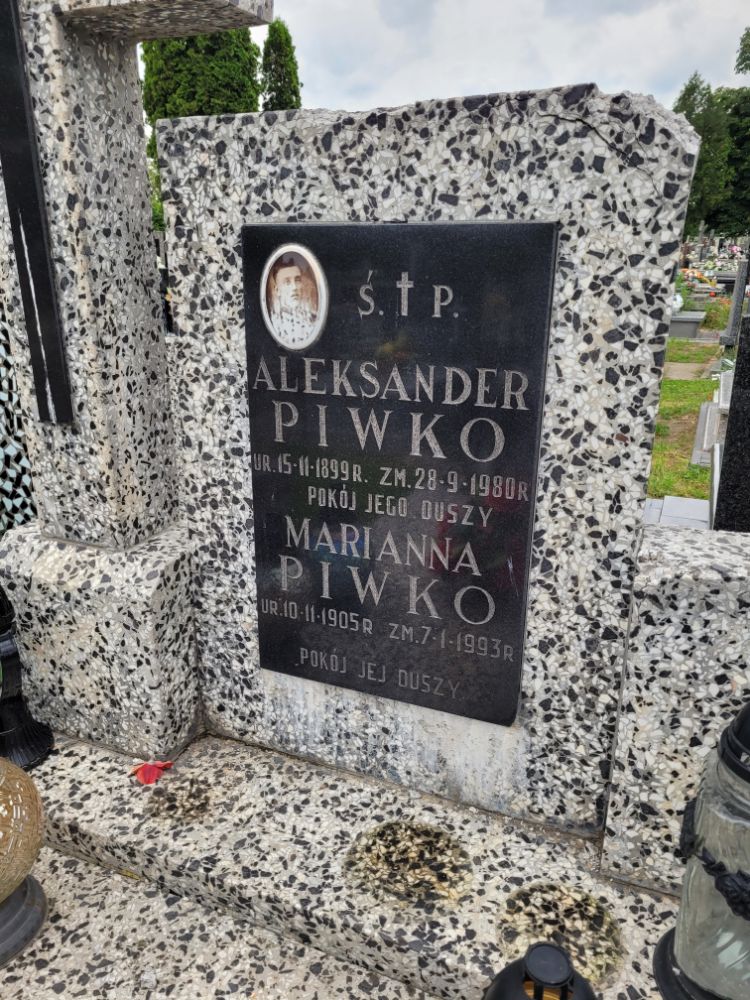 Ś. † P.
ALEKSANDER
PIWKO
UR. 15-11-1899R. ZM. 28-9-1980R
POKÓJ JEGO DUSZY
MARIANNA
PIWKO
UR. 10-11-1905R ZM. 7-1-1993R
POKÓJ JEJ DUSZY